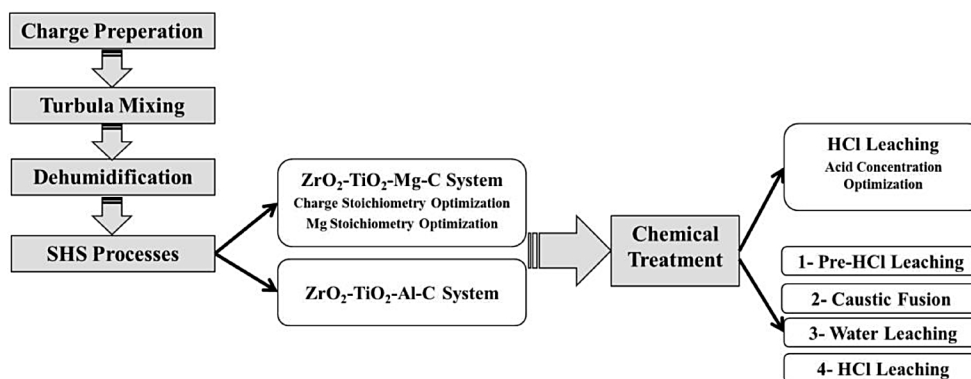 Charge Preperation
Turbula Mixing
Dehumidification
SHS Processes
ZrO₂-TiO₂-Mg-C System
Charge Stoichiometry Optimization
Mg Stoichiometry Optimization
ZrO₂-TiO₂-Al-C System
Chemical
Treatment
HCl Leaching
Acid Concentration
Optimization
1- Pre-HCl Leaching
2- Caustic Fusion
3- Water Leaching
4- HCl Leaching